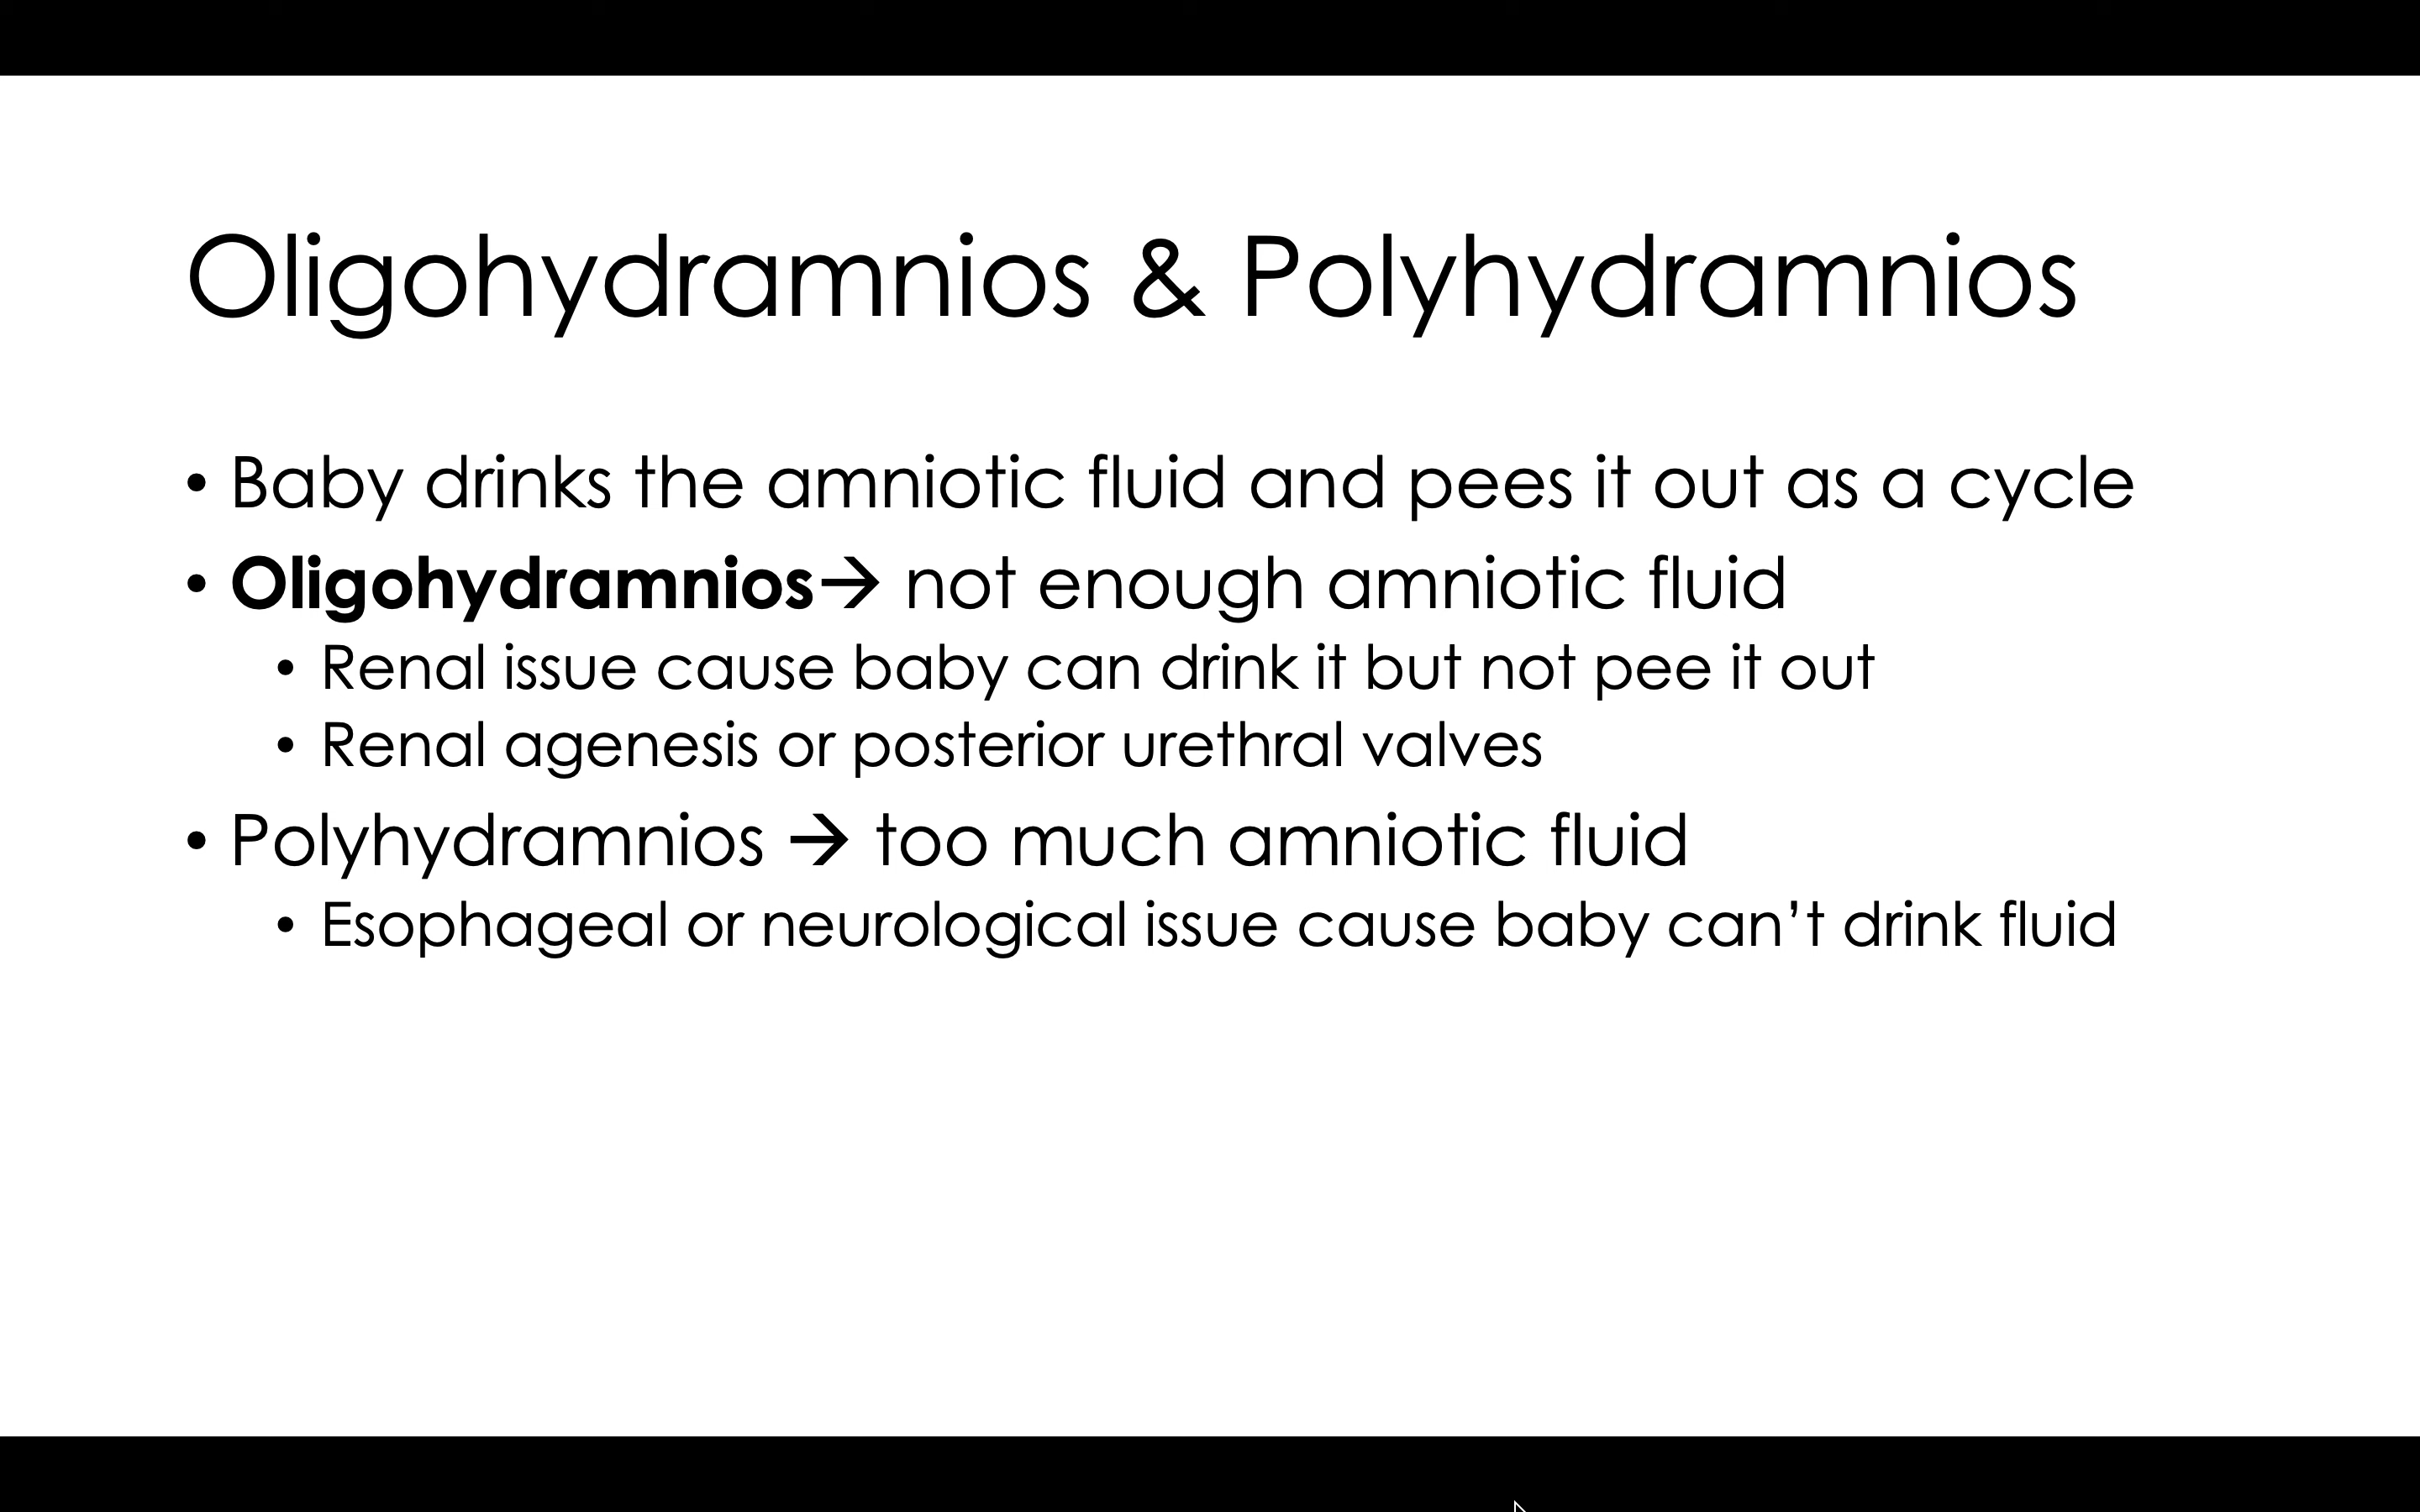 Oligohydramnios & Polyhydramnios
• Baby drinks the amniotic fluid and pees it out as a cycle
• Oligohydramnios→ not enough amniotic fluid
• Renal issue cause baby can drink it but not pee it out
• Renal agenesis or posterior urethral valves
• Polyhydramnios → too much amniotic fluid
• Esophageal or neurological issue cause baby can't drink fluid